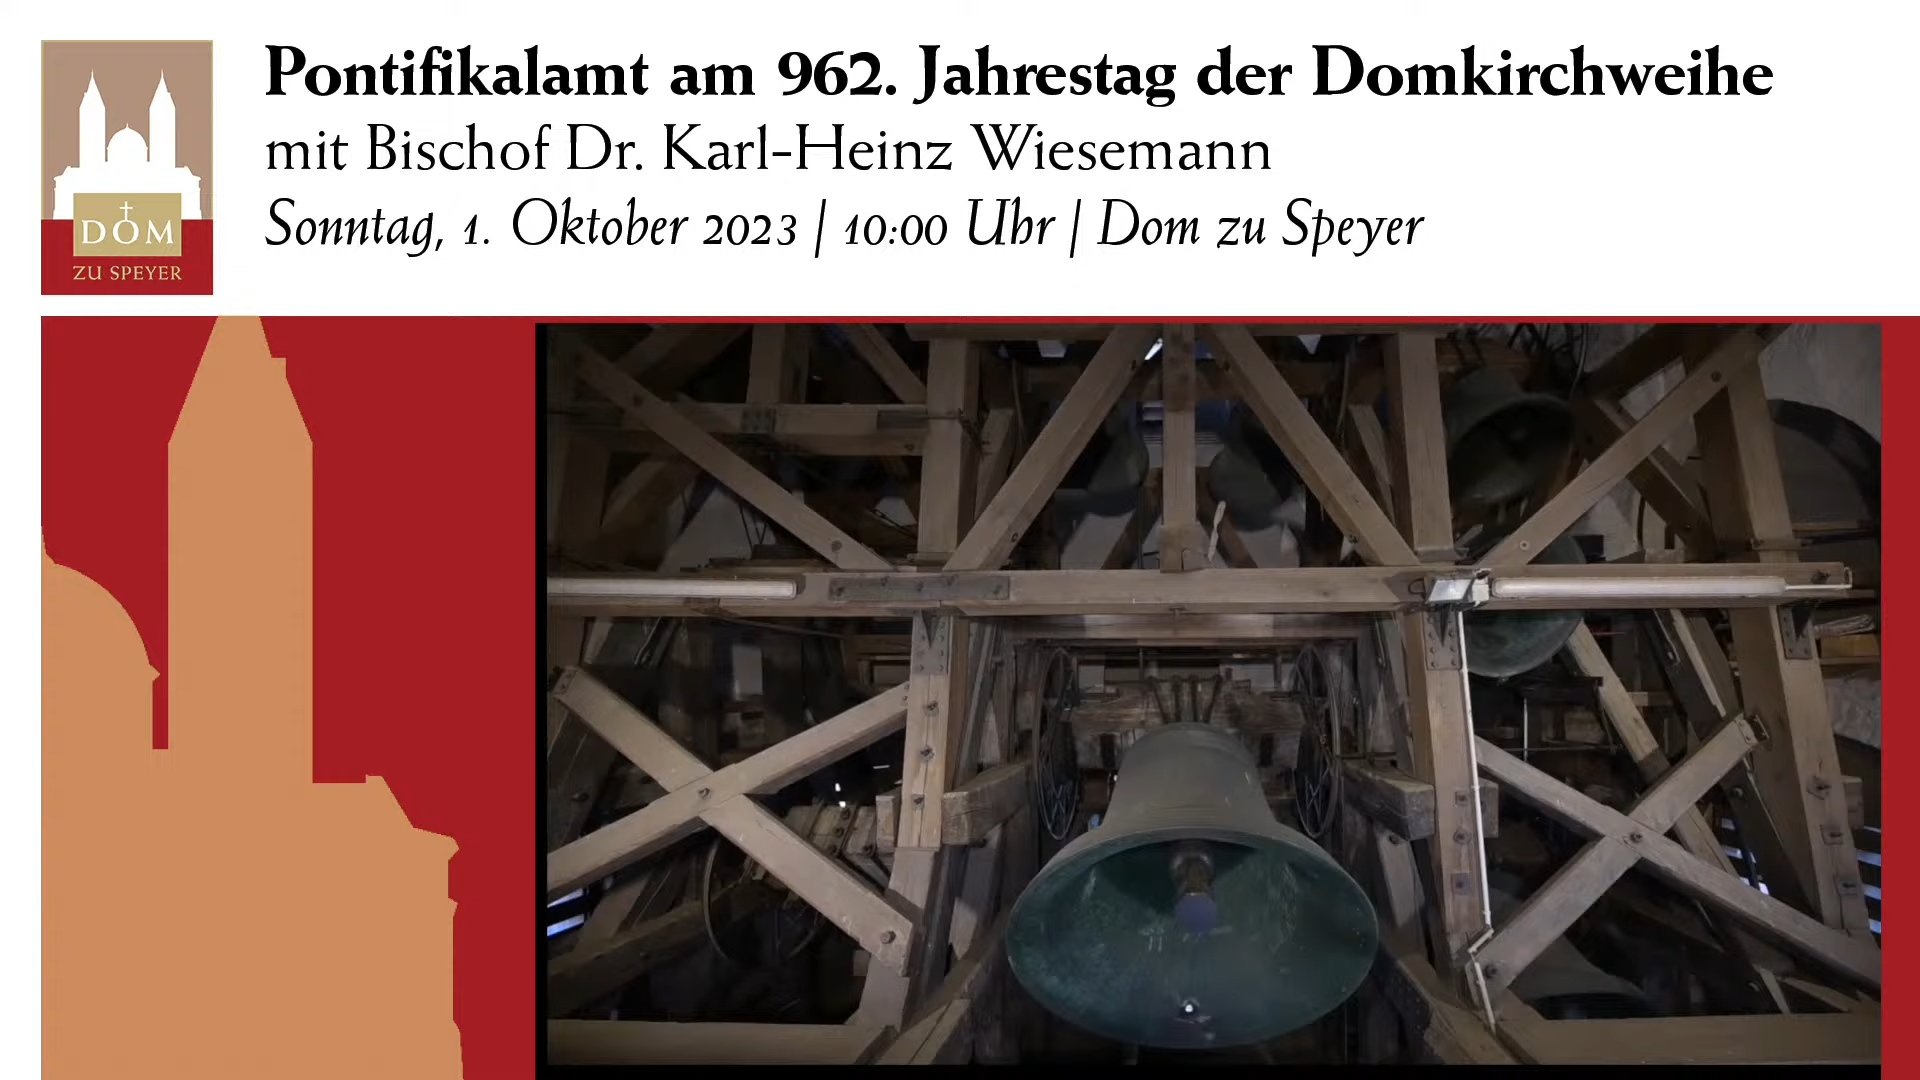 Pontifikalamt am 962. Jahrestag der Domkirchweihe
mit Bischof Dr. Karl-Heinz Wiesemann
Sonntag, 1. Oktober 2023 | 10:00 Uhr | Dom zu Speyer
DOM
ZU SPEYER